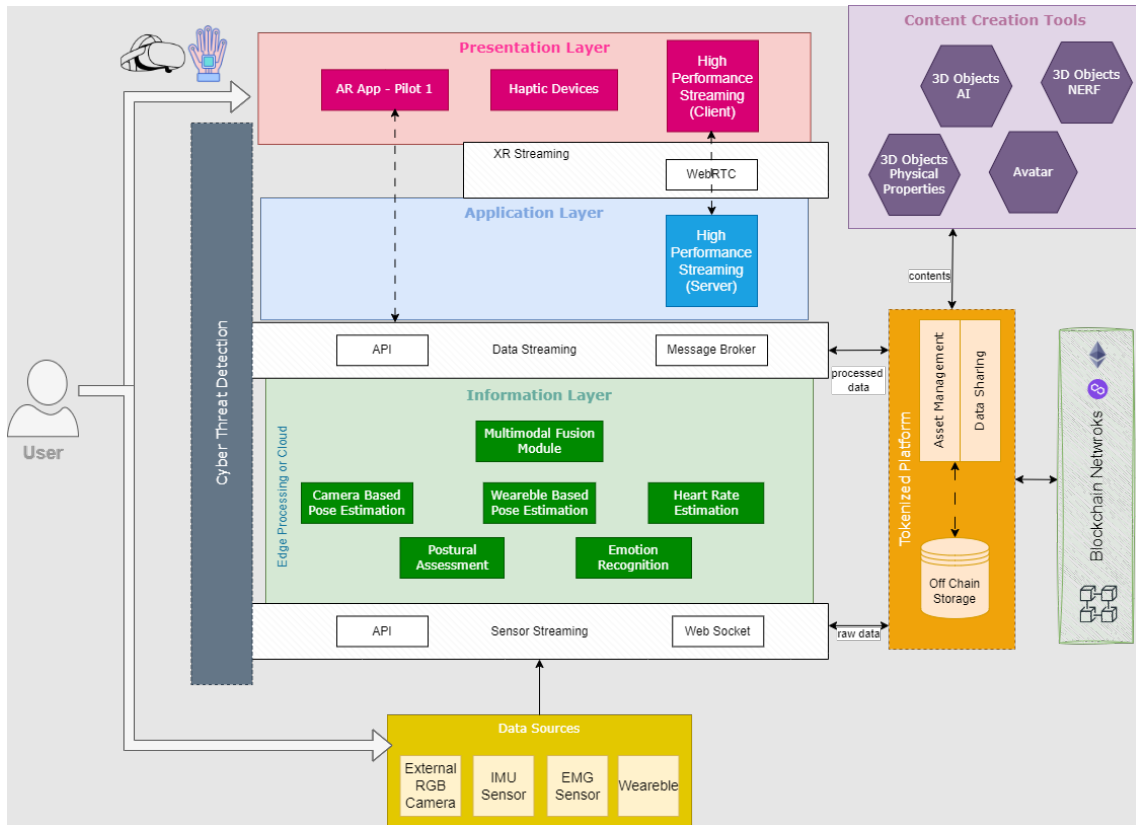 Presentation Layer
AR App - Pilot 1
Haptic Devices
High
Performance
Streaming
(Client)
XR Streaming
WebRTC
Application Layer
High
Performance
Streaming
(Server)
API
Data Streaming
Message Broker
Information Layer
Edge Processing or Cloud
Multimodal Fusion
Module
Camera Based
Pose Estimation
Weareble Based
Pose Estimation
Heart Rate
Estimation
Postural
Assessment
Emotion
Recognition
API
Sensor Streaming
Web Socket
Cyber Threat Detection
User
Data Sources
External
RGB
Camera
IMU
Sensor
EMG
Sensor
Weareble
Content Creation Tools
3D Objects
AI
3D Objects
NERF
3D Objects
Physical
Properties
Avatar
contents
processed
data
raw data
Tokenized Platform
Asset Management
Data Sharing
Off Chain
Storage
Blockchain Netwroks